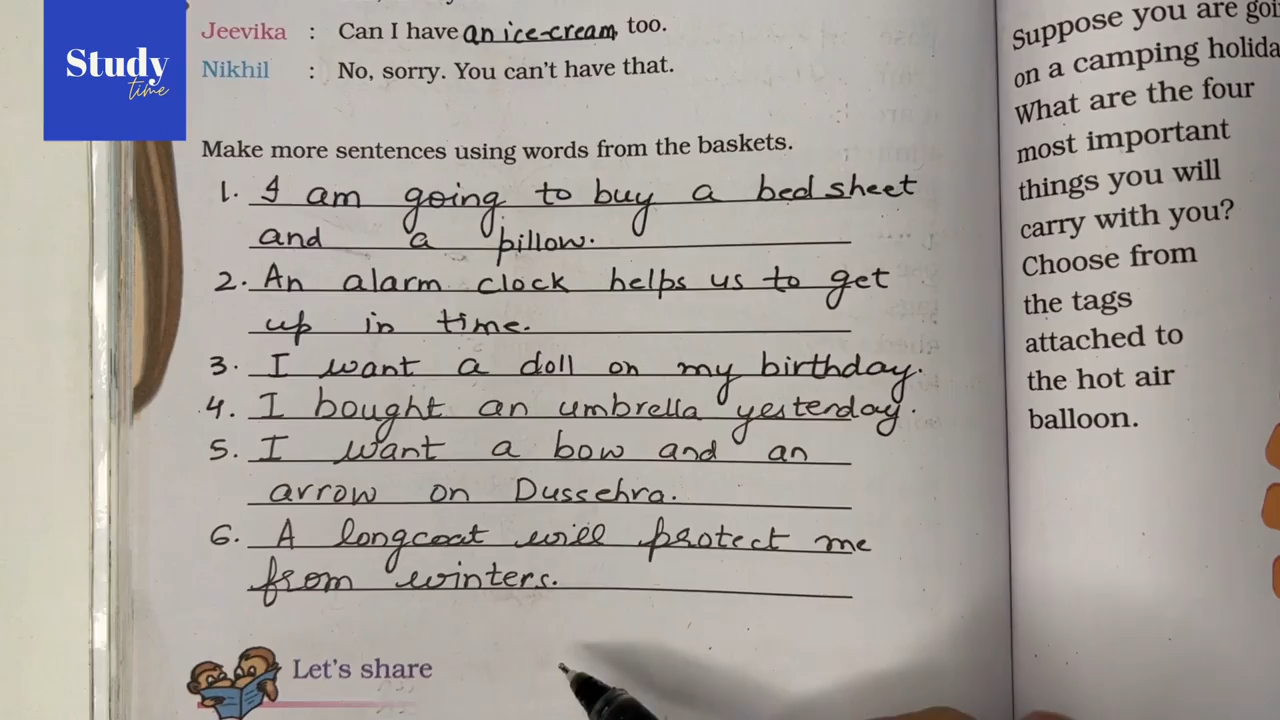 Study
time
Jeevika : Can I have an ice-cream too.
Nikhil : No, sorry. You can't have that.
Make more sentences using words from the baskets.
1. I am going to buy a bed sheet
and a pillow.
2. An alarm clock helps us to get
up in time.
3. I want a doll on my birthday.
4. I bought an umbrella yesterday.
5. I want a bow and an
arrow on Dussehra.
6. A longcoat will protect me
from winters.
Let's share
Suppose you are goi
on a camping holida
What are the four
most important
things you will
carry with you?
Choose from
the tags
attached to
the hot air
balloon.